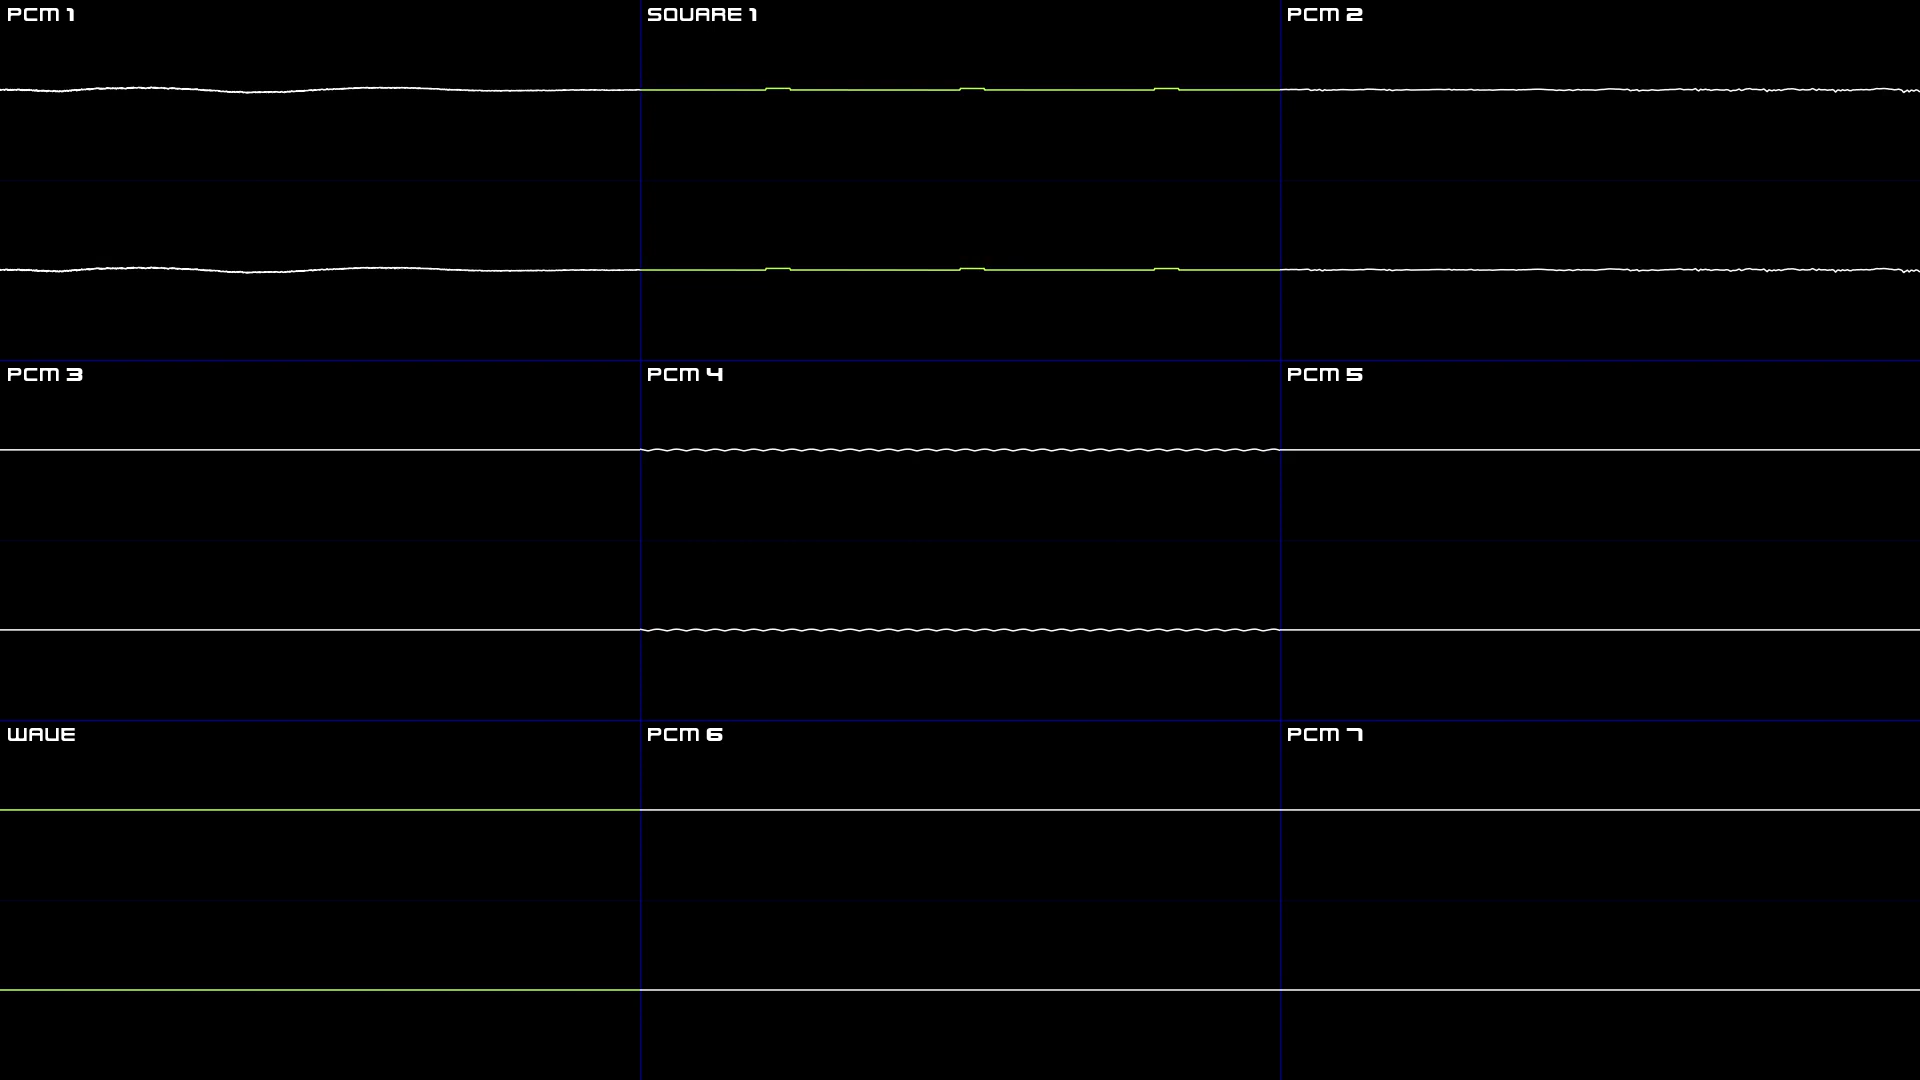 PCM 1
SQUARE 1
PCM 2
PCM 3
PCM 4
PCM 5
WAVE
PCM 6
PCM 7